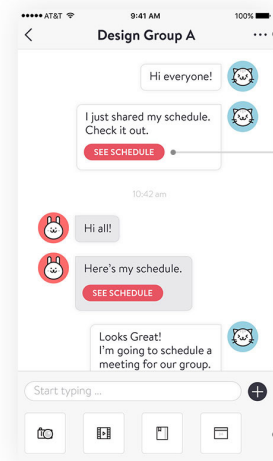 AT&T 9:41 AM 100%
Design Group A
Hi everyone!
I just shared my schedule.
Check it out.
SEE SCHEDULE
10:42 am
Hi all!
Here's my schedule.
SEE SCHEDULE
Looks Great!
I'm going to schedule a
meeting for our group.
Start typing ...